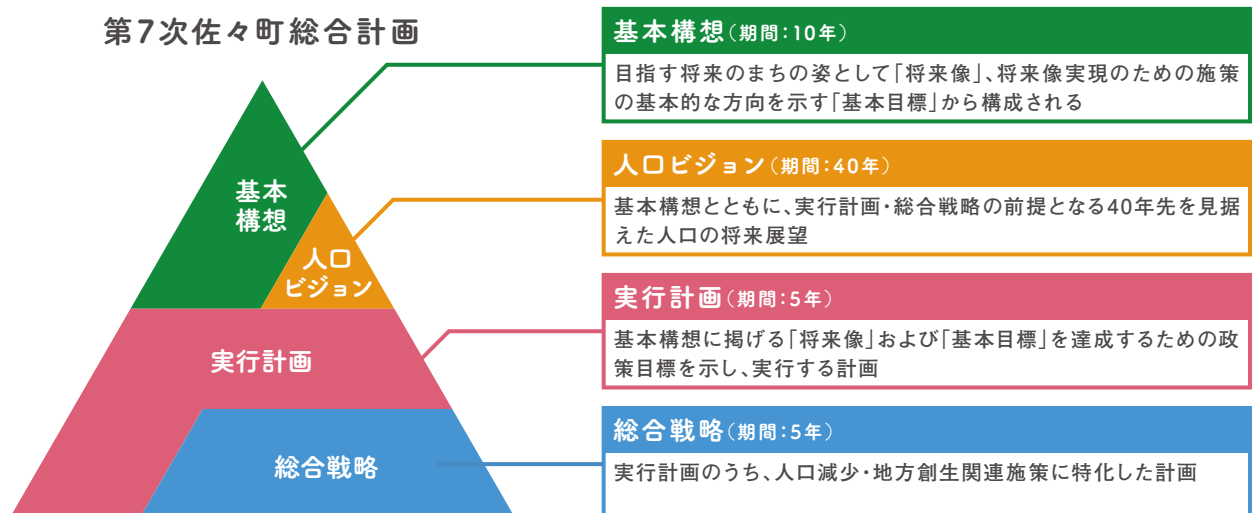 第7次佐々町総合計画
基本
構想
人口
ビジョン
実行計画
総合戦略
基本構想（期間：10年）
目指す将来のまちの姿として「将来像」、将来像実現のための施策
の基本的な方向を示す「基本目標」から構成される
人口ビジョン（期間：40年）
基本構想とともに、実行計画・総合戦略の前提となる40年先を見据
えた人口の将来展望
実行計画（期間：5年）
基本構想に掲げる「将来像」および「基本目標」を達成するための政
策目標を示し、実行する計画
総合戦略（期間：5年）
実行計画のうち、人口減少・地方創生関連施策に特化した計画